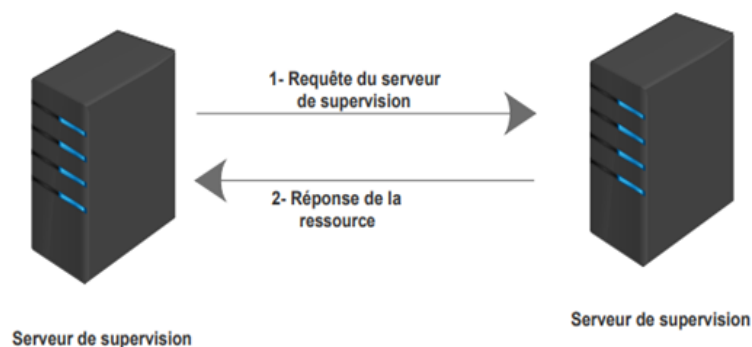 1- Requête du serveur
de supervision
2- Réponse de la
ressource
Serveur de supervision
Serveur de supervision